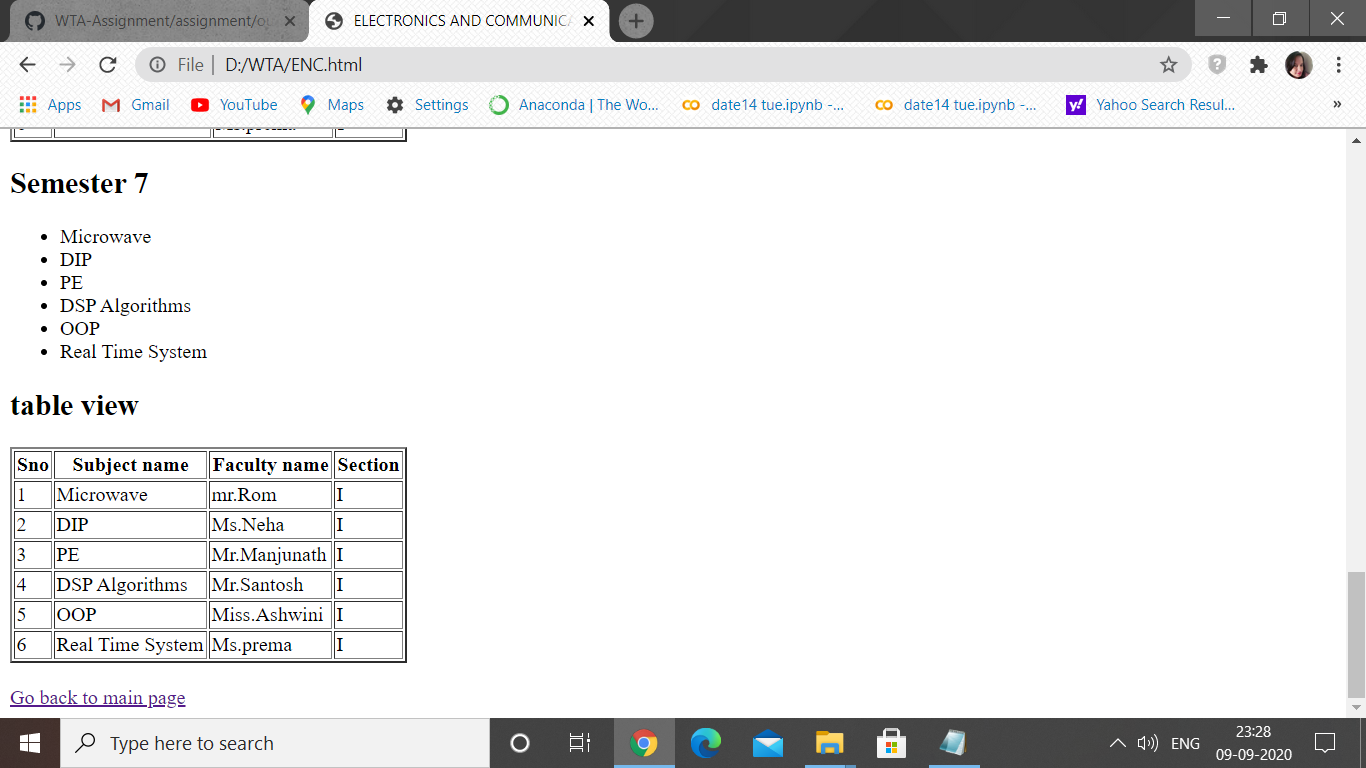 WTA-Assignment/assignment/ou
ELECTRONICS AND COMMUNICA
File | D:/WTA/ENC.html
Apps Gmail YouTube Maps Settings Anaconda | The Wo... date14 tue.ipynb -... date14 tue.ipynb -... Yahoo Search Resul... »
Semester 7
• Microwave
• DIP
• PE
• DSP Algorithms
• OOP
• Real Time System
table view
Sno Subject name Faculty name Section
1 Microwave mr.Rom I
2 DIP Ms.Neha I
3 PE Mr.Manjunath I
4 DSP Algorithms Mr.Santosh I
5 OOP Miss.Ashwini I
6 Real Time System Ms.prema I
Go back to main page
Type here to search
ENG
23:28
09-09-2020